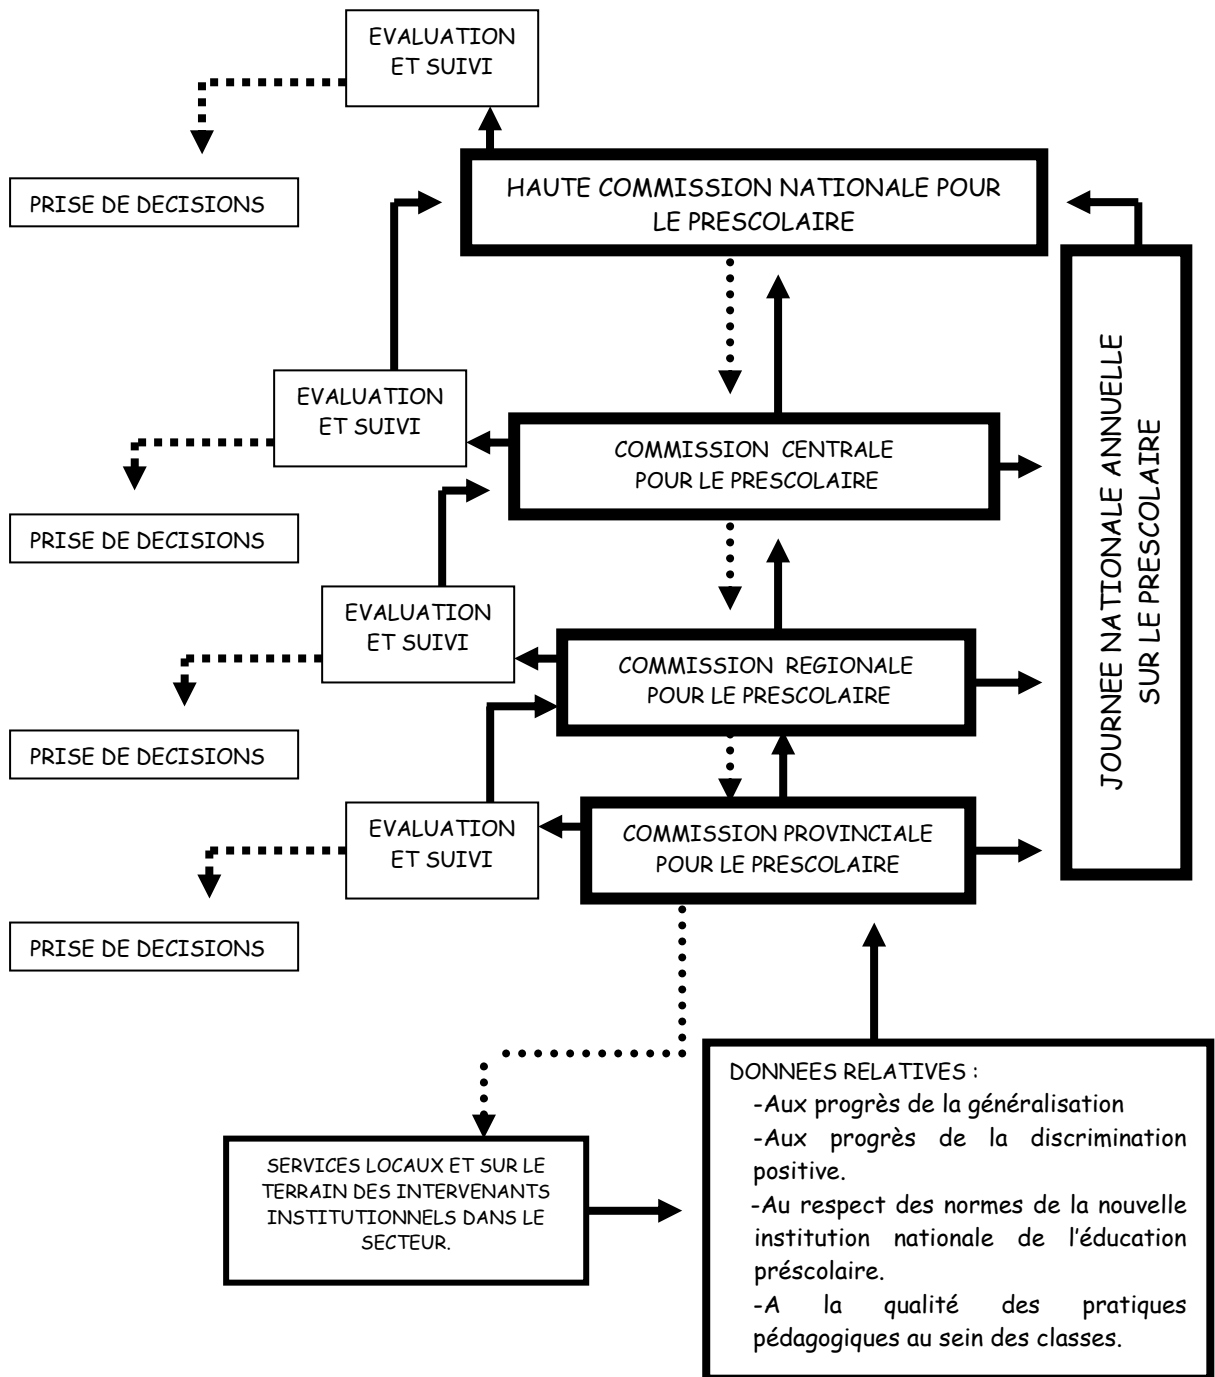 EVALUATION
ET SUIVI
PRISE DE DECISIONS
HAUTE COMMISSION NATIONALE POUR
LE PRESCOLAIRE
EVALUATION
ET SUIVI
COMMISSION CENTRALE
POUR LE PRESCOLAIRE
JOURNEE NATIONALE ANNUELLE
SUR LE PRESCOLAIRE
PRISE DE DECISIONS
EVALUATION
ET SUIVI
COMMISSION REGIONALE
POUR LE PRESCOLAIRE
PRISE DE DECISIONS
EVALUATION
ET SUIVI
COMMISSION PROVINCIALE
POUR LE PRESCOLAIRE
PRISE DE DECISIONS
DONNEES RELATIVES :
-Aux progrès de la généralisation
-Aux progrès de la discrimination
positive.
-Au respect des normes de la nouvelle
institution nationale de l'éducation
préscolaire.
-A la qualité des pratiques
pédagogiques au sein des classes.
SERVICES LOCAUX ET SUR LE
TERRAIN DES INTERVENANTS
INSTITUTIONNELS DANS LE
SECTEUR.